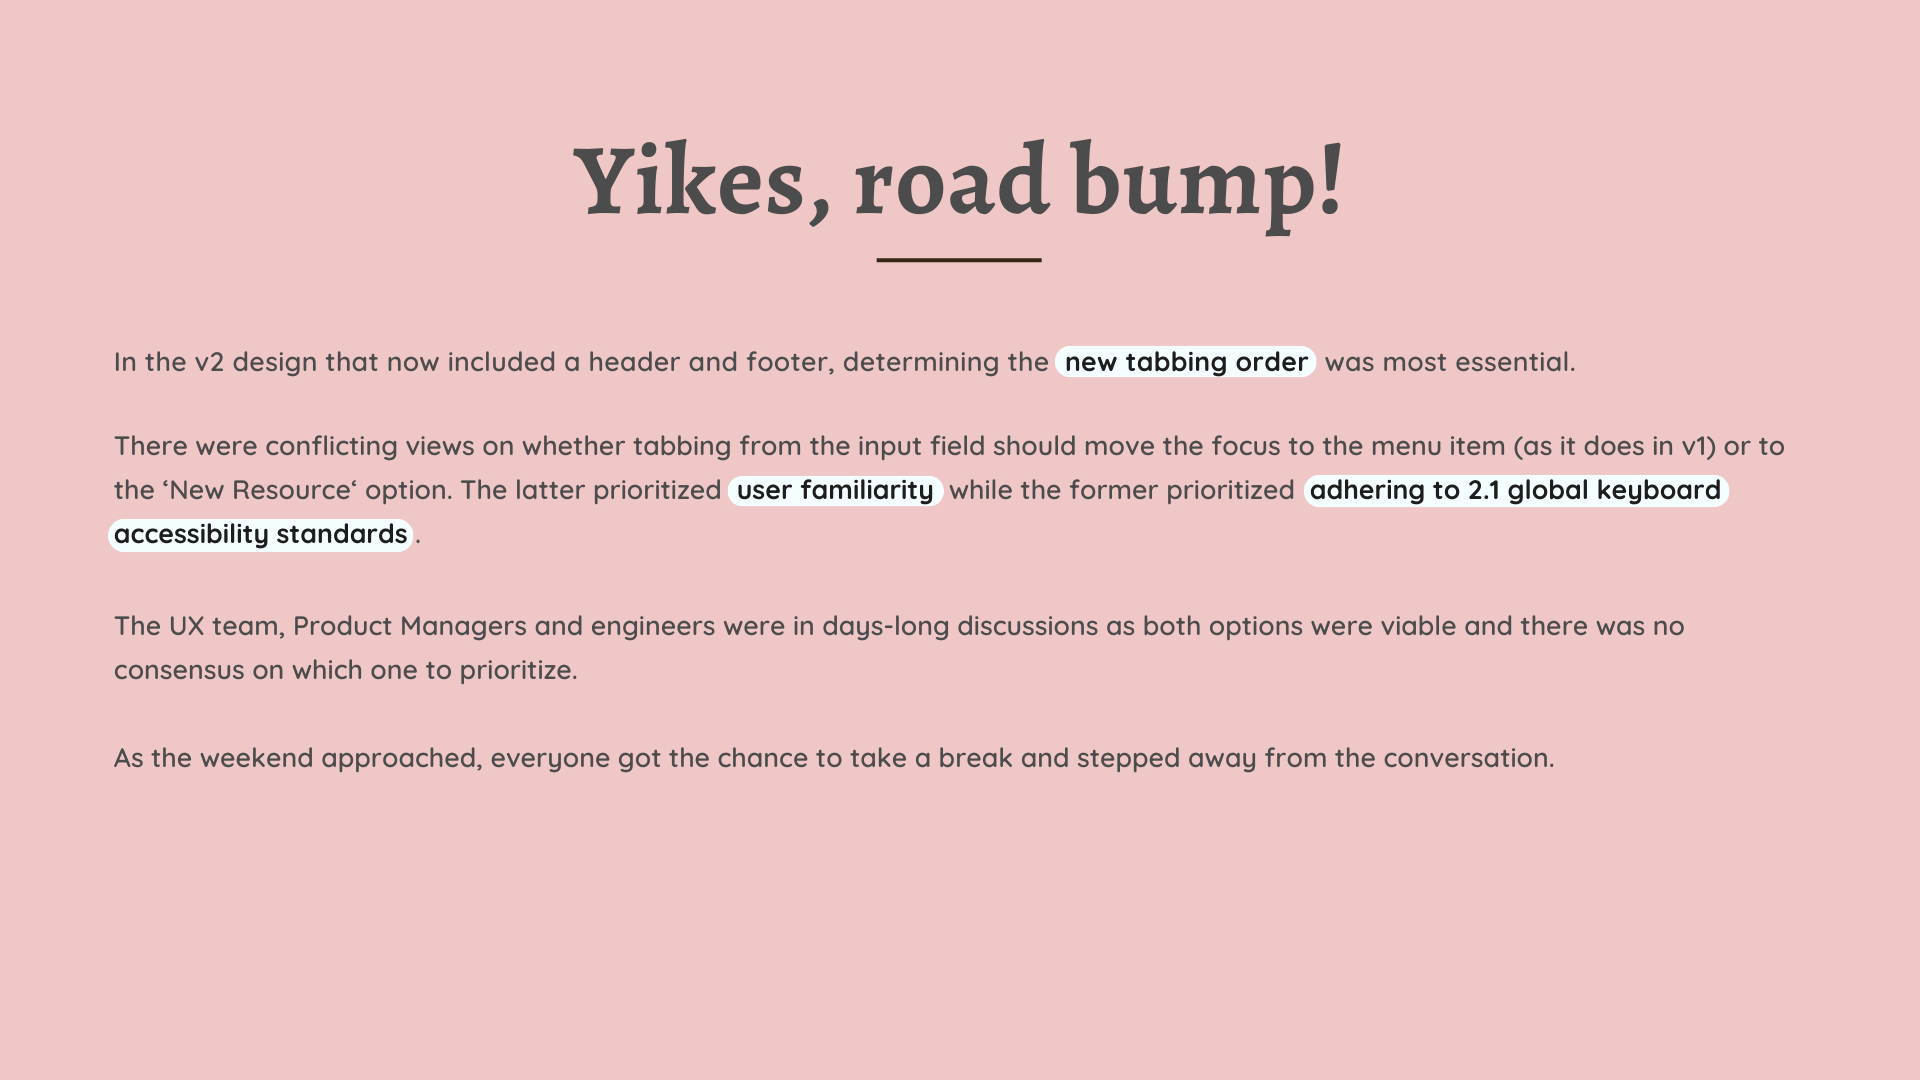 Yikes, road bump!
In the v2 design that now included a header and footer, determining the new tabbing order was most essential.
There were conflicting views on whether tabbing from the input field should move the focus to the menu item (as it does in v1) or to
the ‘New Resource‘ option. The latter prioritized user familiarity while the former prioritized adhering to 2.1 global keyboard
accessibility standards.
The UX team, Product Managers and engineers were in days-long discussions as both options were viable and there was no
consensus on which one to prioritize.
As the weekend approached, everyone got the chance to take a break and stepped away from the conversation.